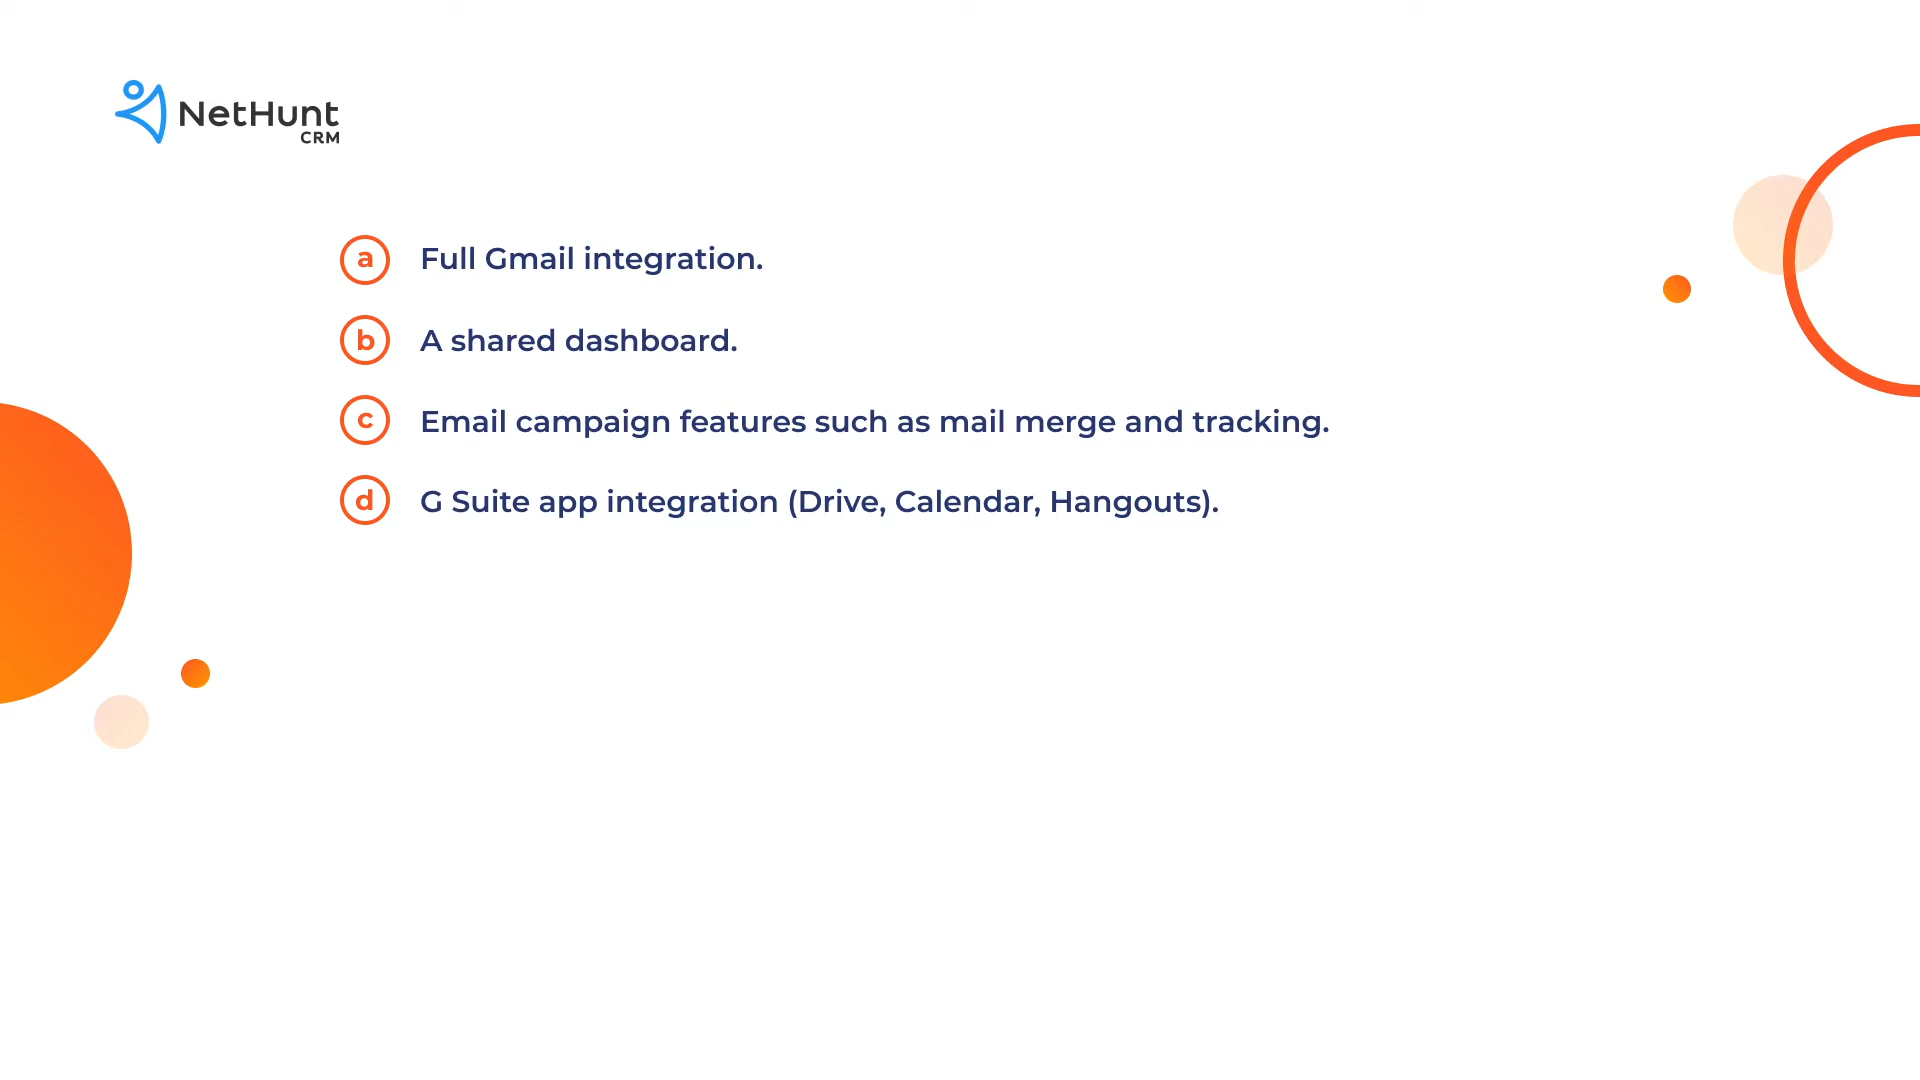 NetHunt
CRM
a Full Gmail integration.
b A shared dashboard.
c Email campaign features such as mail merge and tracking.
d G Suite app integration (Drive, Calendar, Hangouts).